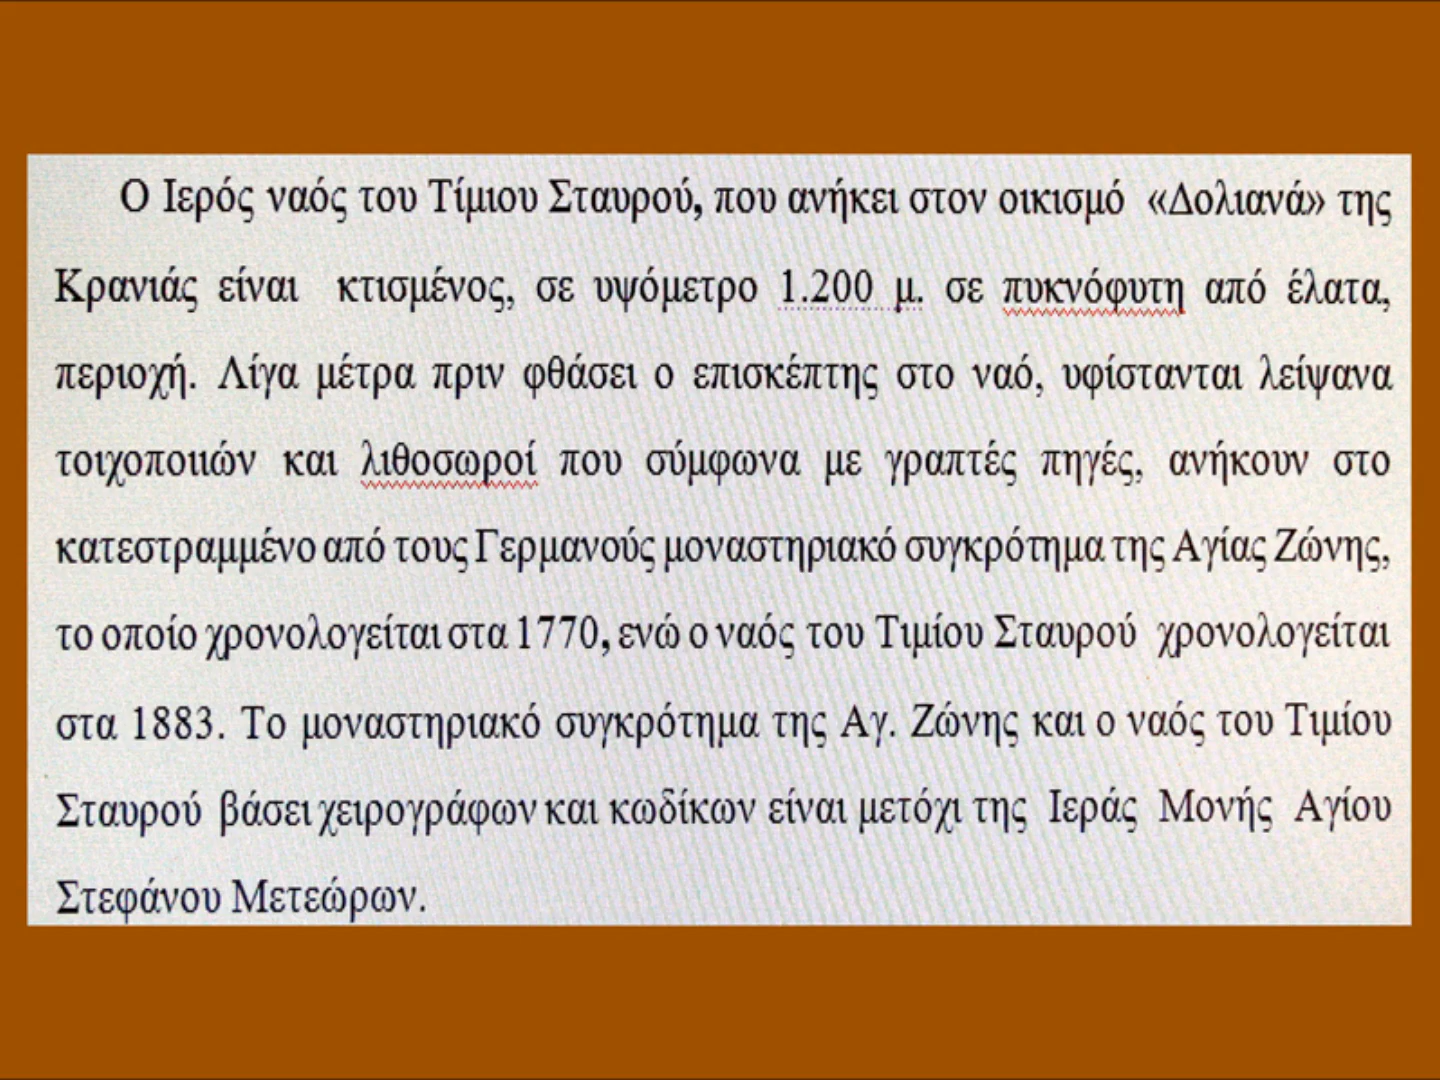 Ο Ιερός ναός του Τίμιου Σταυρού, που ανήκει στον οικισμό «Δολιανά» της
Κρανιάς είναι κτισμένος, σε υψόμετρο 1.200 μ. σε πυκνόφυτη από έλατα,
περιοχή. Λίγα μέτρα πριν φθάσει ο επισκέπτης στο ναό, υφίστανται λείψανα
τοιχοποιιών και λιθοσωροί που σύμφωνα με γραπτές πηγές, ανήκουν στο
κατεστραμμένο από τους Γερμανούς μοναστηριακό συγκρότημα της Αγίας Ζώνης,
το οποίο χρονολογείται στα 1770, ενώ ο ναός του Τιμίου Σταυρού χρονολογείται
στα 1883. Το μοναστηριακό συγκρότημα της Αγ. Ζώνης και ο ναός του Τιμίου
Σταυρού βάσει χειρογράφων και κωδίκων είναι μετόχι της Ιεράς Μονής Αγίου
Στεφάνου Μετεώρων.